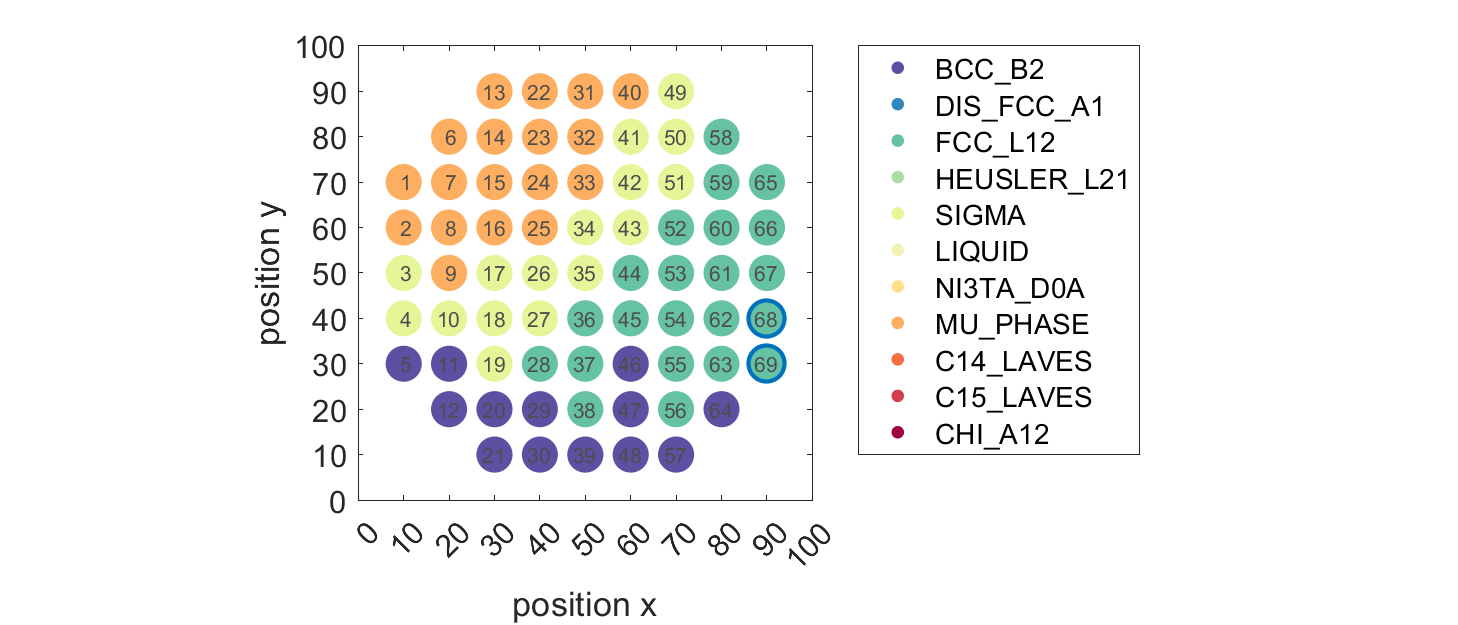 100
90 13 22 31 40 49
80 6 14 23 32 41 50 58
70 1 7 15 24 33 42 51 59 65
60 2 8 16 25 34 43 52 60 66
50 3 9 17 26 35 44 53 61 67
40 4 10 18 27 36 45 54 62 68
30 5 11 19 28 37 46 55 63 69
20 12 20 29 38 47 56 64
10 21 30 39 48 57
0
0 10 20 30 40 50 60 70 80 90 100
position x
position y
BCC_B2
DIS_FCC_A1
FCC_L12
HEUSLER_L21
SIGMA
LIQUID
NI3TA_D0A
MU_PHASE
C14_LAVES
C15_LAVES
CHI_A12